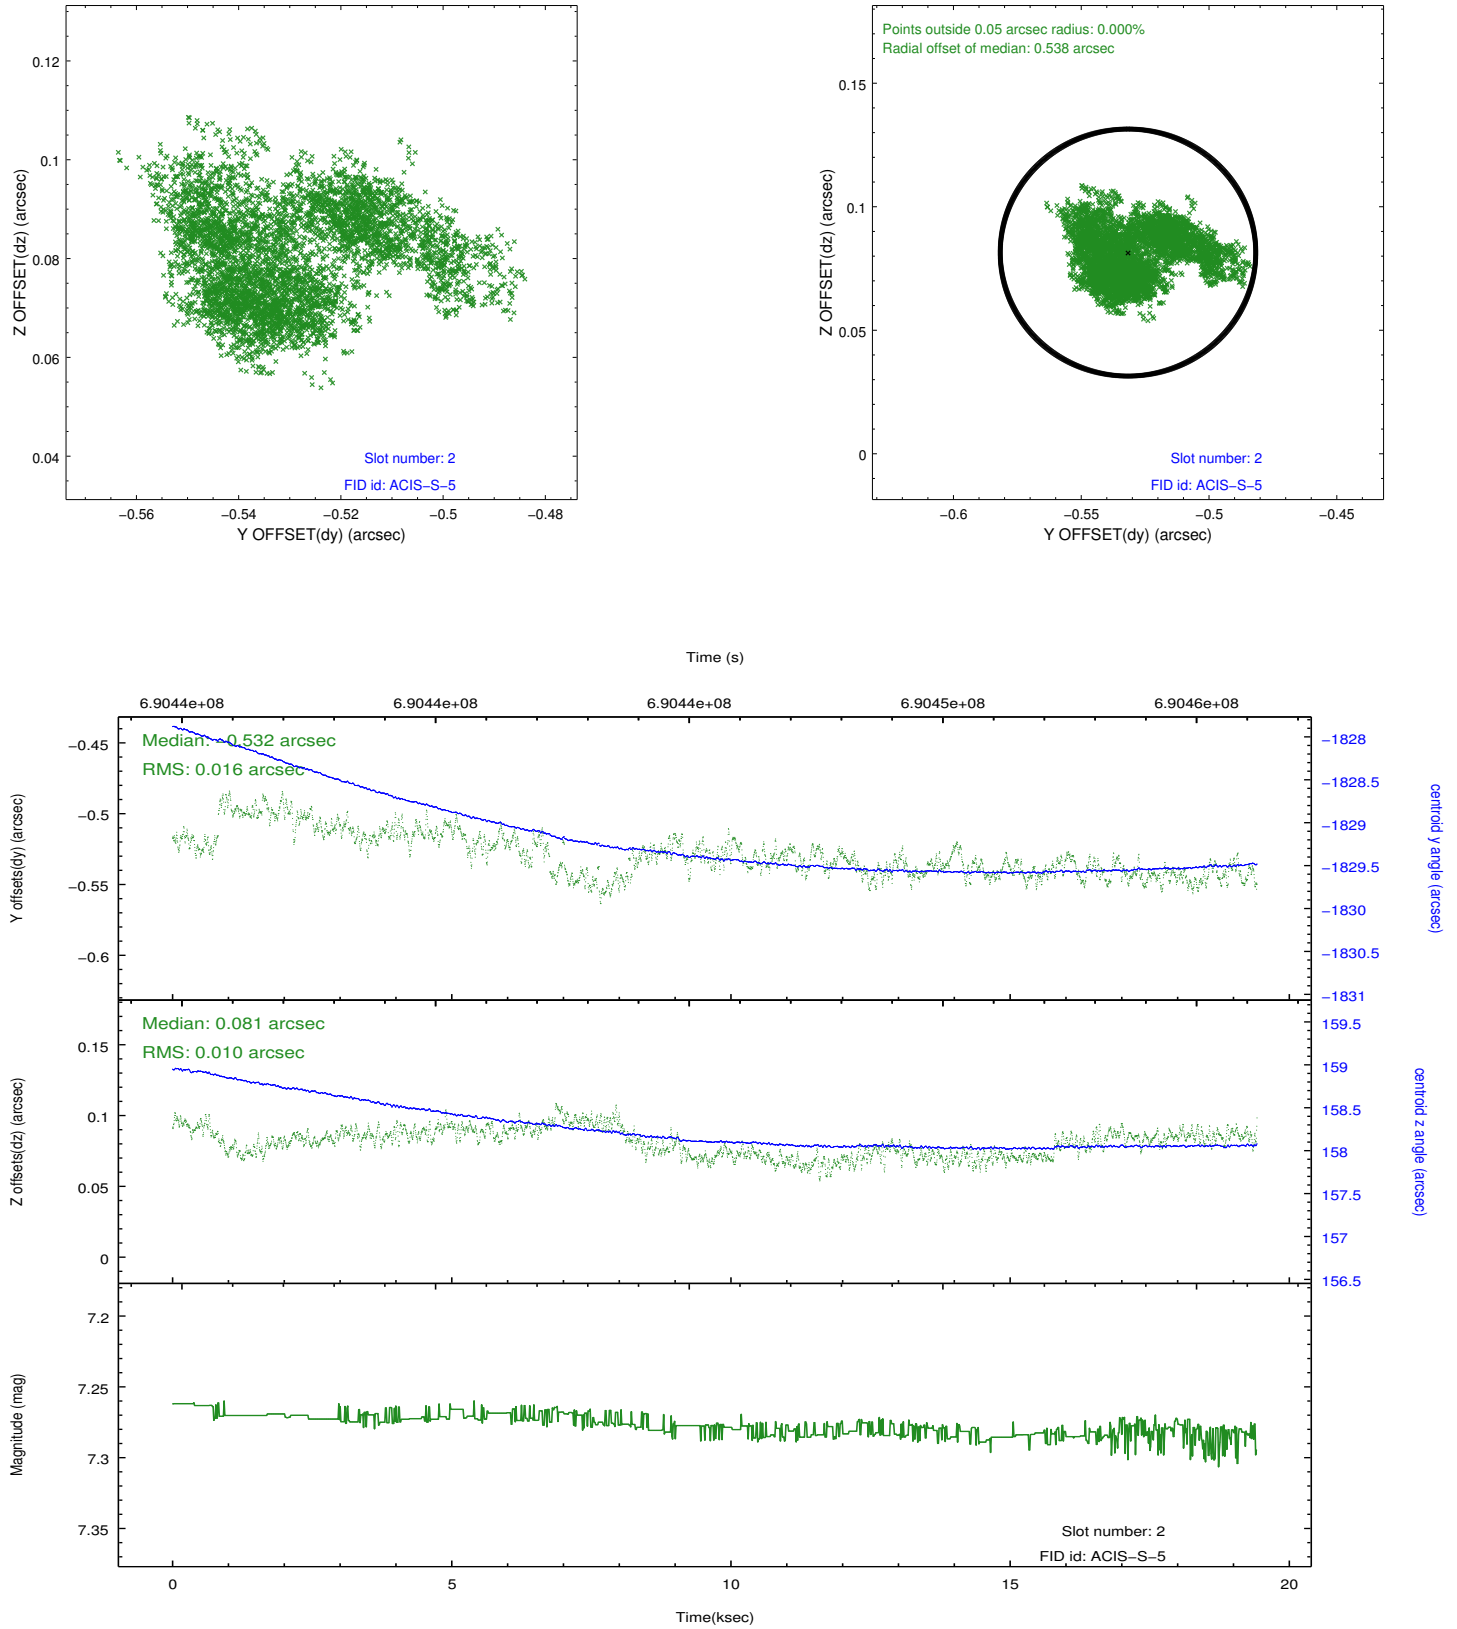 0.12
0.1
0.08
0.06
0.04
Z OFFSET(dz) (arcsec)
Slot number: 2
FID id: ACIS−S−5
−0.56 −0.54 −0.52 −0.5 −0.48
Y OFFSET(dy) (arcsec)
Points outside 0.05 arcsec radius: 0.000%
Radial offset of median: 0.538 arcsec
0.15
0.1
0.05
0
Z OFFSET(dz) (arcsec)
Slot number: 2
FID id: ACIS−S−5
−0.6 −0.55 −0.5 −0.45
Y OFFSET(dy) (arcsec)
Time (s)
6.9044e+08 6.9044e+08 6.9044e+08 6.9045e+08 6.9046e+08
Median: −0.532 arcsec
RMS: 0.016 arcsec
−0.45
−0.5
−0.55
−0.6
Y offsets(dy) (arcsec)
−1828
−1828.5
−1829
−1829.5
−1830
−1830.5
−1831
centroid y angle (arcsec)
Median: 0.081 arcsec
RMS: 0.010 arcsec
0.15
0.1
0.05
0
Z offsets(dz) (arcsec)
159.5
159
158.5
158
157.5
157
156.5
centroid z angle (arcsec)
7.2
7.25
7.3
7.35
Magnitude (mag)
Slot number: 2
FID id: ACIS−S−5
0 5 10 15 20
Time(ksec)